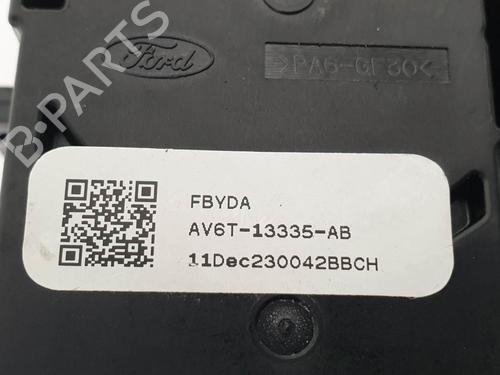 Ford
>PA6-GF30<
B-PARTS
FBYDA
AV6T-13335-AB
11Dec230042BBCH